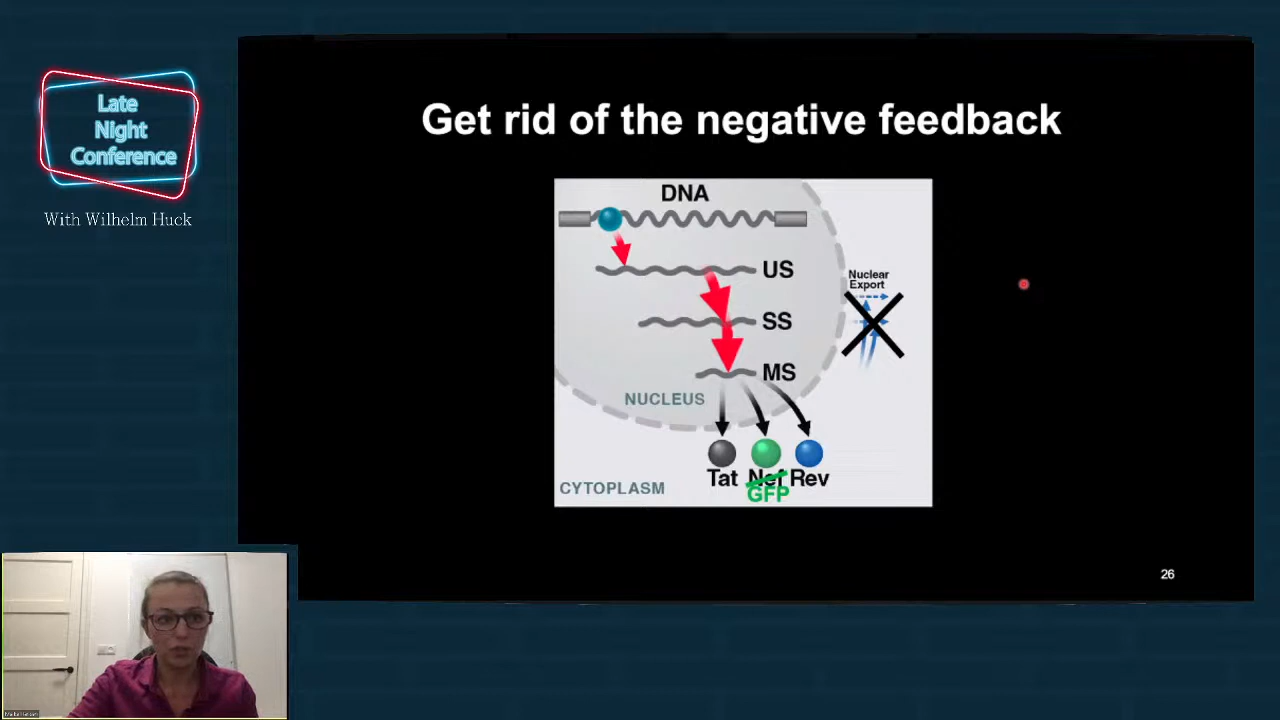 Late
Night
Conference
With Wilhelm Huck
Get rid of the negative feedback
DNA
US
Nuclear
Export
SS
MS
NUCLEUS
Tat Nef Rev
GFP
CYTOPLASM
26